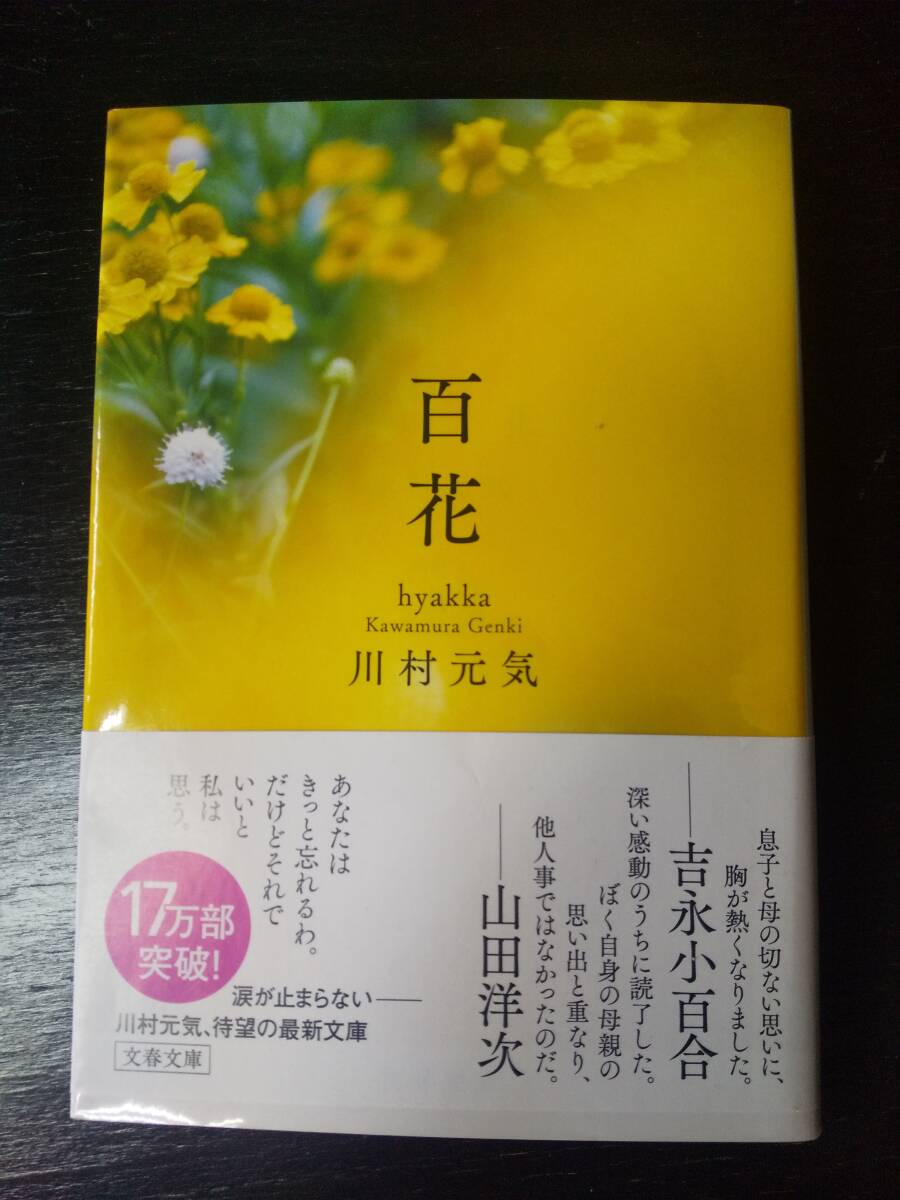 百花
hyakka
Kawamura Genki
川村元気
息子と母の切ない思いに、
胸が熱くなりました。
──吉永小百合
深い感動のうちに読了した。
ぼく自身の母親の
思い出と重なり、
他人事ではなかったのだ。
──山田洋次
あなたは
きっと忘れるわ。
だけどそれで
いいと
私は
思う。
17万部
突破!
涙が止まらない──
川村元気、待望の最新文庫
文春文庫